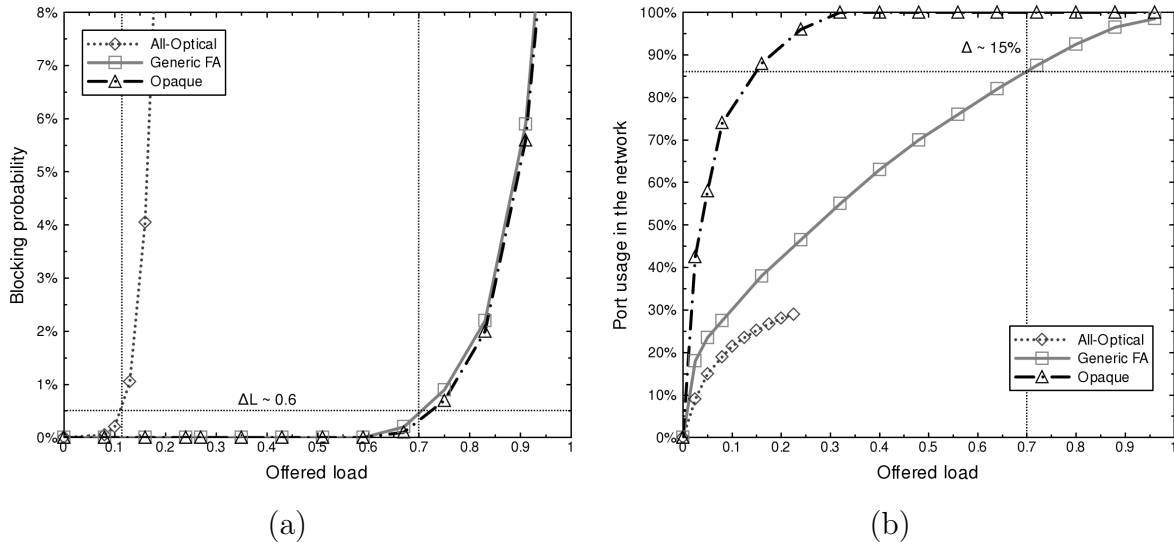 8%
7%
6%
5%
4%
3%
2%
1%
0%
Blocking probability
All-Optical
Generic FA
Opaque
ΔL ~ 0.6
0 0.1 0.2 0.3 0.4 0.5 0.6 0.7 0.8 0.9 1
Offered load
(a)
100%
90%
80%
70%
60%
50%
40%
30%
20%
10%
0%
Port usage in the network
Δ ~ 15%
All-Optical
Generic FA
Opaque
0 0.1 0.2 0.3 0.4 0.5 0.6 0.7 0.8 0.9 1
Offered load
(b)